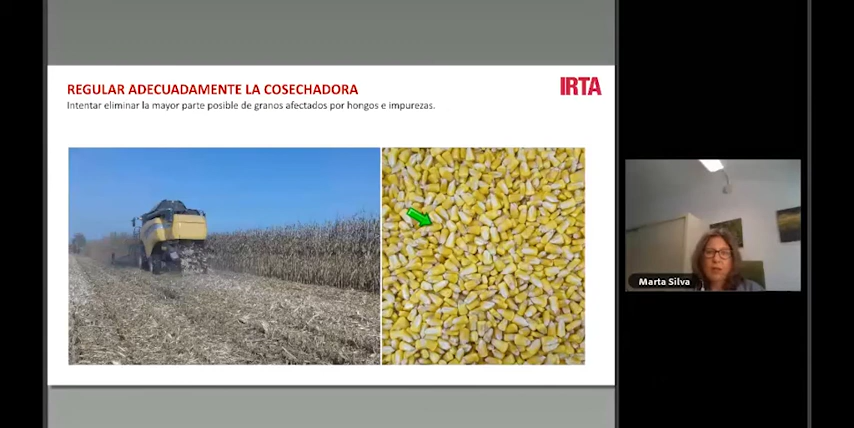 REGULAR ADECUADAMENTE LA COSECHADORA
IRTA
Intentar eliminar la mayor parte posible de granos afectados por hongos e impurezas.
Marta Silva